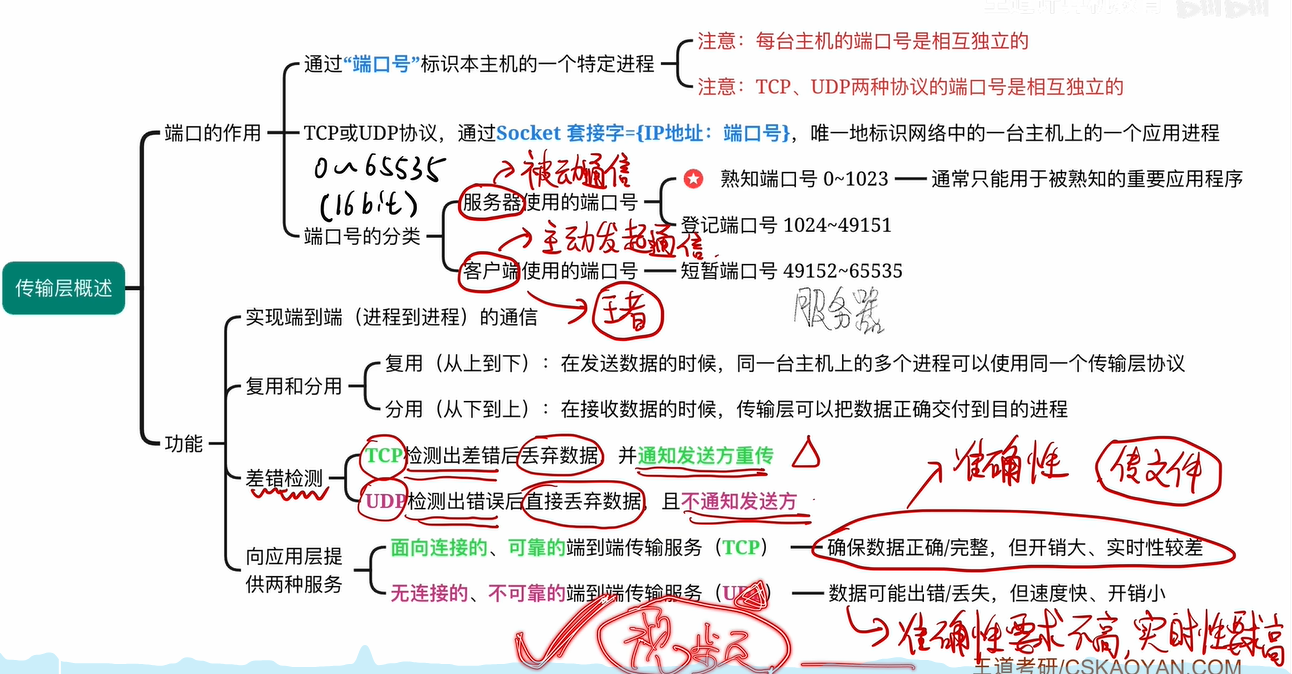 注意：每台主机的端口号是相互独立的
通过“端口号”标识本主机的一个特定进程
注意：TCP、UDP两种协议的端口号是相互独立的
端口的作用
TCP或UDP协议，通过Socket 套接字={IP地址：端口号}，唯一地标识网络中的一台主机上的一个应用进程
0~65535
(16bit)
被动通信
熟知端口号 0~1023
通常只能用于被熟知的重要应用程序
服务器使用的端口号
登记端口号 1024~49151
端口号的分类
主动发起通信.
客户端使用的端口号
短暂端口号 49152~65535
王者
服务器
传输层概述
实现端到端（进程到进程）的通信
复用（从上到下）：在发送数据的时候，同一台主机上的多个进程可以使用同一个传输层协议
复用和分用
分用（从下到上）：在接收数据的时候，传输层可以把数据正确交付到目的进程
功能
TCP检测出差错后丢弃数据 并通知发送方重传
差错检测
UDP检测出错误后直接丢弃数据 且不通知发送方
准确性
传文件
面向连接的、可靠的端到端传输服务（TCP）
确保数据正确/完整，但开销大、实时性较差
向应用层提
供两种服务
无连接的、不可靠的端到端传输服务（UDP）
数据可能出错/丢失，但速度快、开销小
准确性要求不高,实时性要求高
王道考研/CSKAOYAN.COM
bilibili